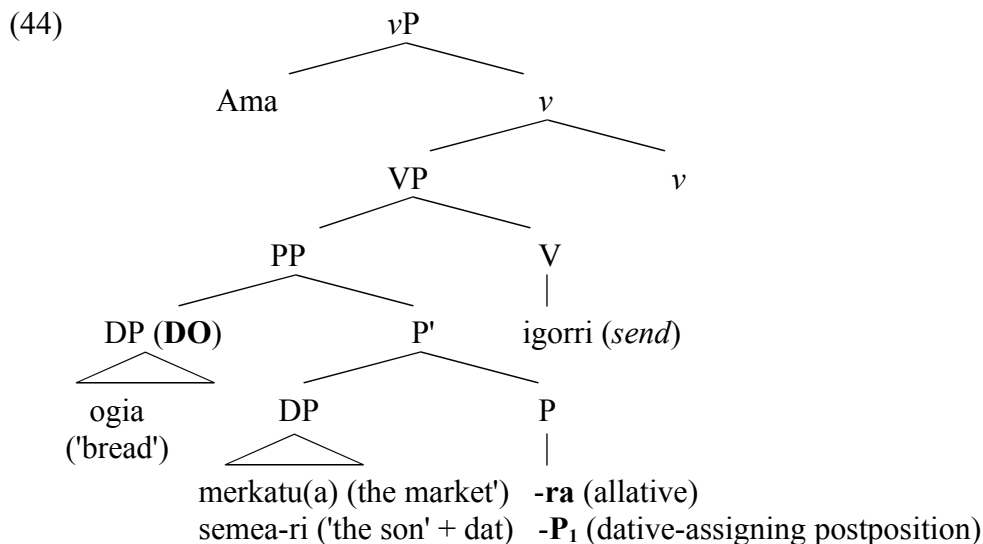 (44) vP
Ama v
VP v
PP V
DP (DO) P' igorri (send)
ogia DP P
('bread')
merkatu(a) (the market') -ra (allative)
semea-ri ('the son' + dat) -P₁ (dative-assigning postposition)